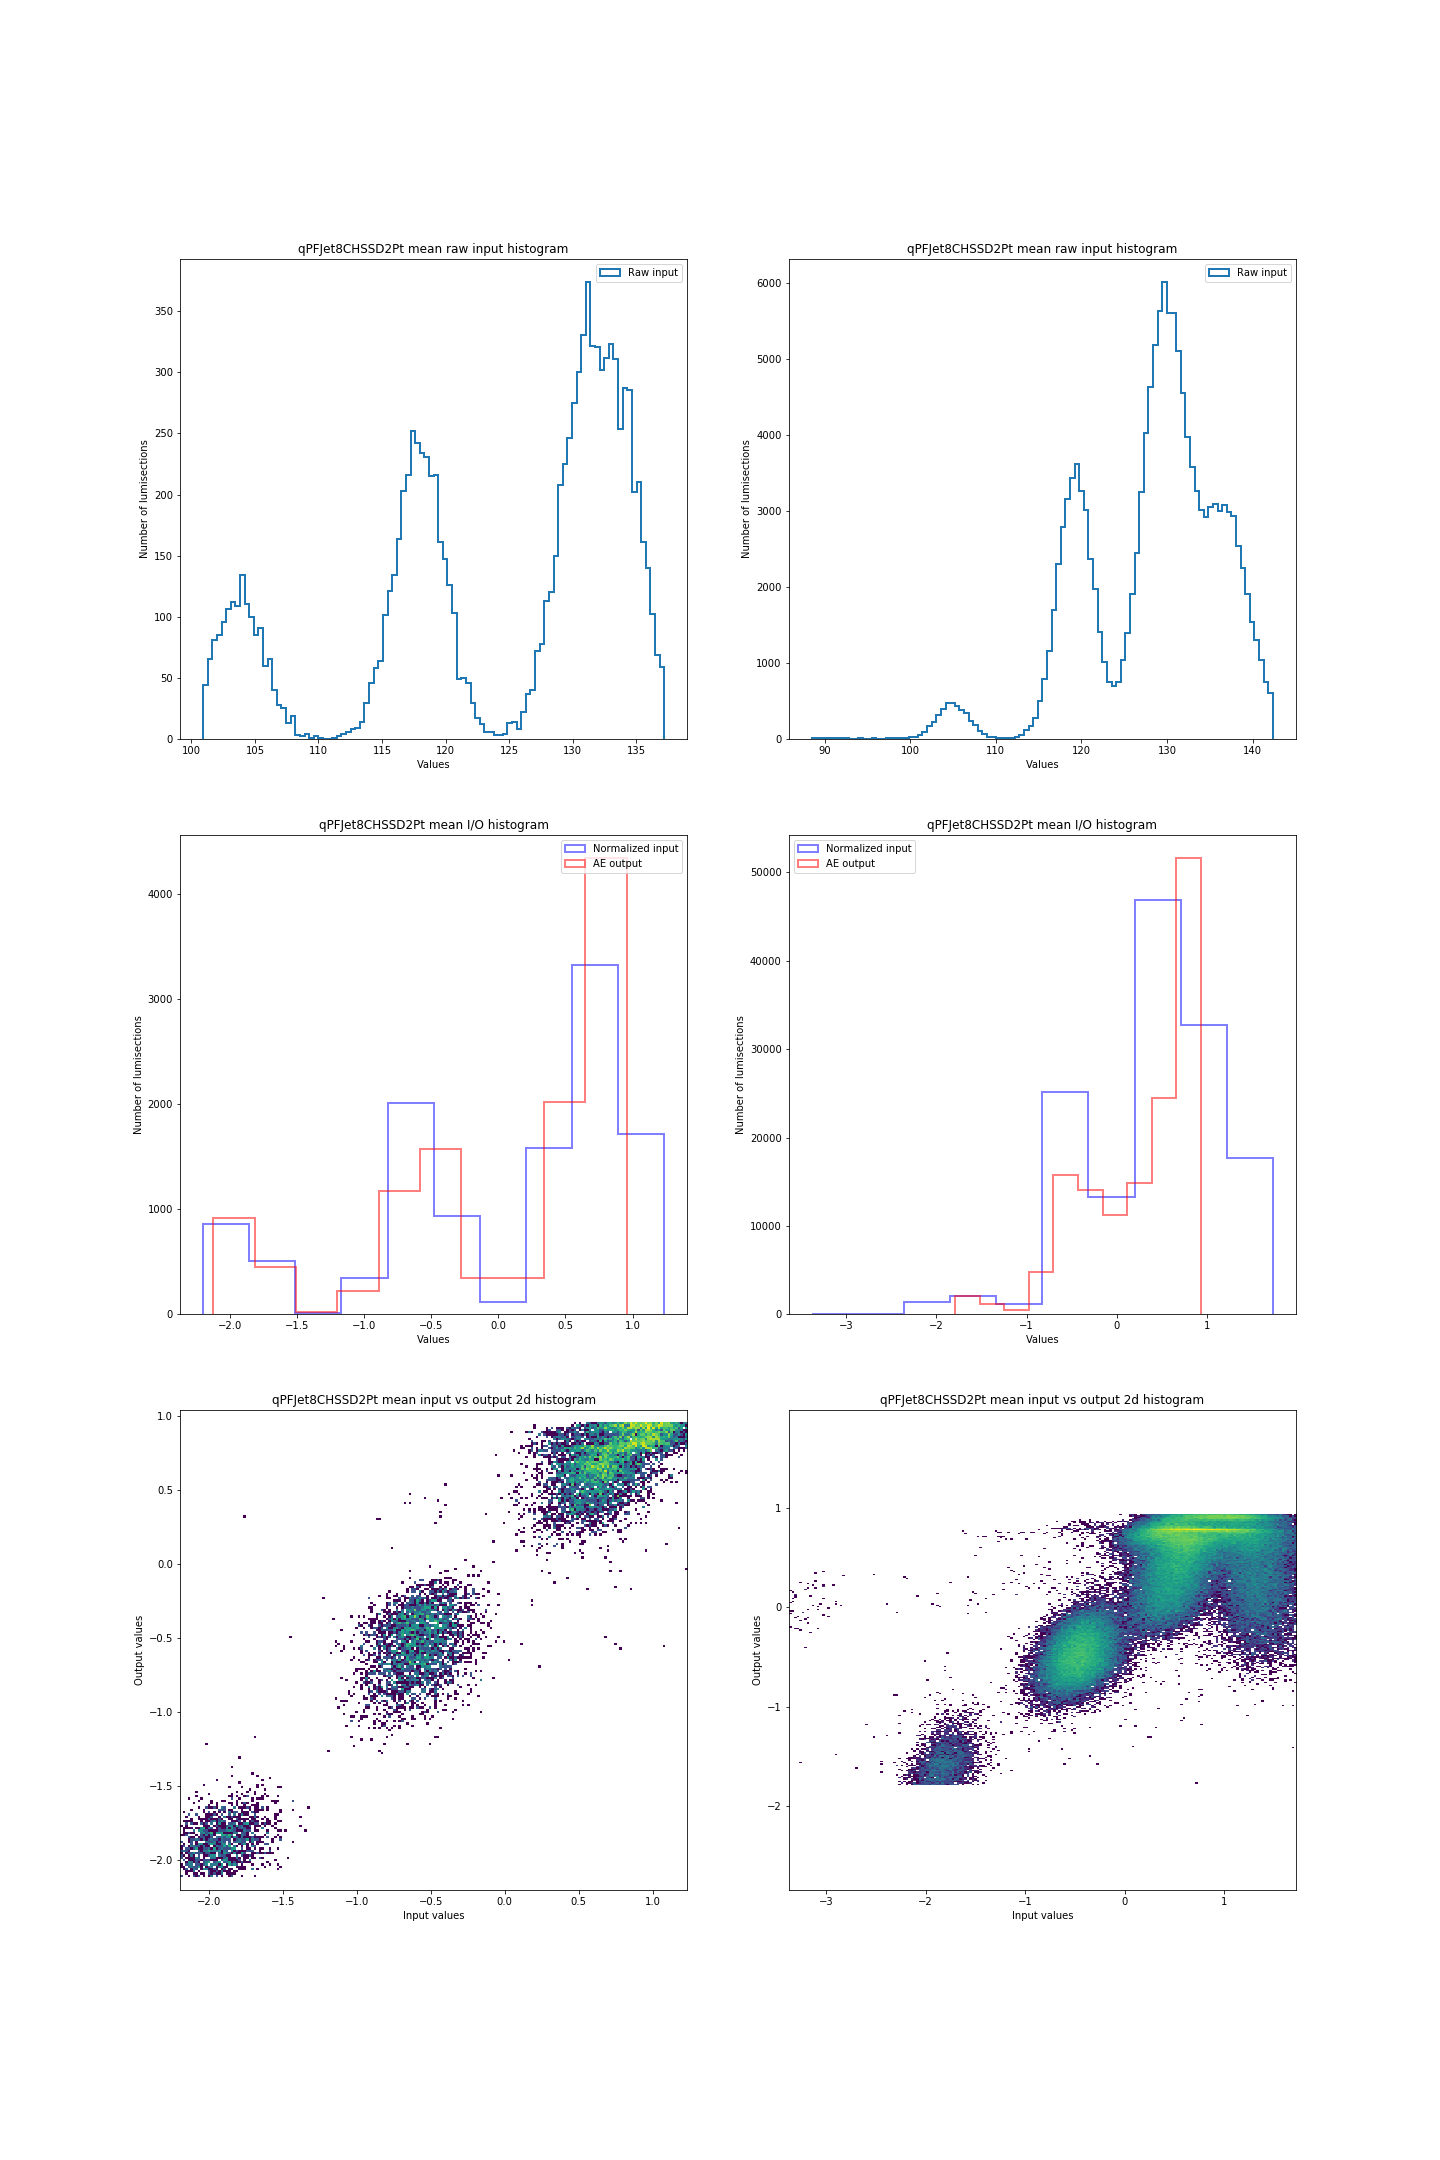 qPFJet8CHSSD2Pt mean raw input histogram
Raw input
Number of lumisections
350
300
250
200
150
100
50
0
100 105 110 115 120 125 130 135
Values
qPFJet8CHSSD2Pt mean raw input histogram
Raw input
Number of lumisections
6000
5000
4000
3000
2000
1000
0
90 100 110 120 130 140
Values
qPFJet8CHSSD2Pt mean I/O histogram
Normalized input
AE output
Number of lumisections
4000
3000
2000
1000
0
−2.0 −1.5 −1.0 −0.5 0.0 0.5 1.0
Values
qPFJet8CHSSD2Pt mean I/O histogram
Normalized input
AE output
Number of lumisections
50000
40000
30000
20000
10000
0
−3 −2 −1 0 1
Values
qPFJet8CHSSD2Pt mean input vs output 2d histogram
Output values
1.0
0.5
0.0
−0.5
−1.0
−1.5
−2.0
−2.0 −1.5 −1.0 −0.5 0.0 0.5 1.0
Input values
qPFJet8CHSSD2Pt mean input vs output 2d histogram
Output values
1
0
−1
−2
−3 −2 −1 0 1
Input values